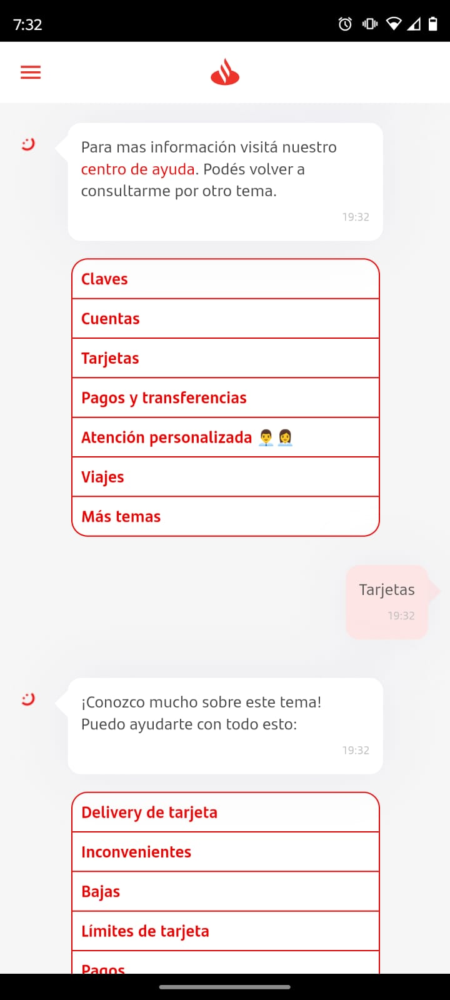 7:32
Para mas información visitá nuestro
centro de ayuda. Podés volver a
consultarme por otro tema.
19:32
Claves
Cuentas
Tarjetas
Pagos y transferencias
Atención personalizada 👨‍💼👩‍💼
Viajes
Más temas
Tarjetas
19:32
¡Conozco mucho sobre este tema!
Puedo ayudarte con todo esto:
19:32
Delivery de tarjeta
Inconvenientes
Bajas
Límites de tarjeta
Pagos